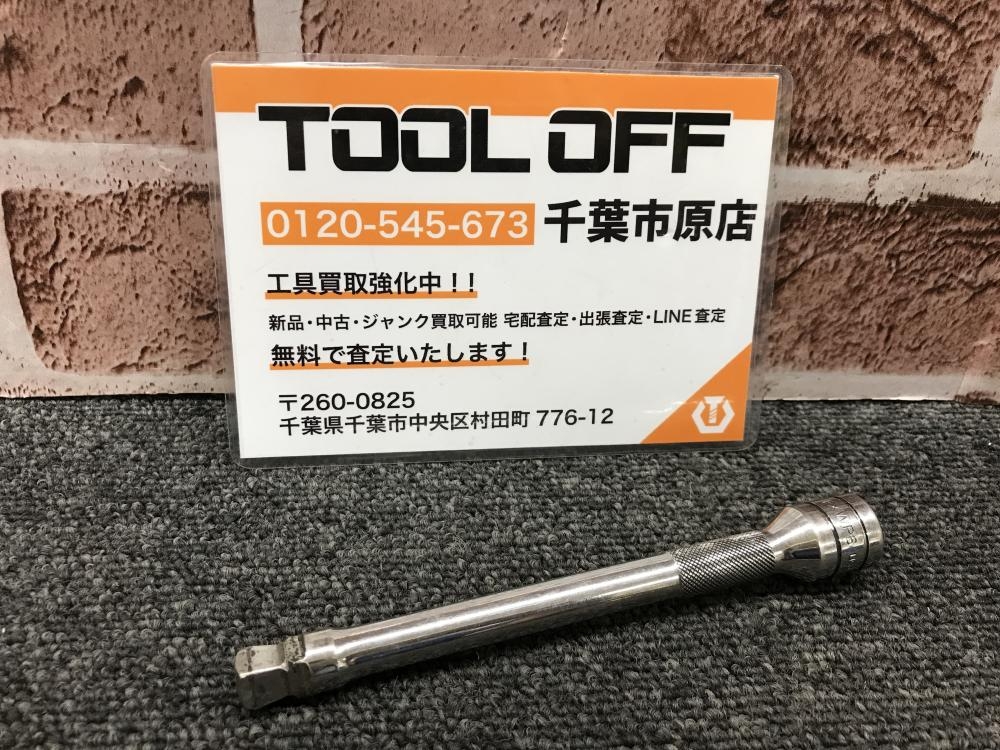 TOOL OFF
0120-545-673 千葉市原店
工具買取強化中！！
新品・中古・ジャンク買取可能 宅配査定・出張査定・LINE査定
無料で査定いたします！
〒260-0825
千葉県千葉市中央区村田町 776-12